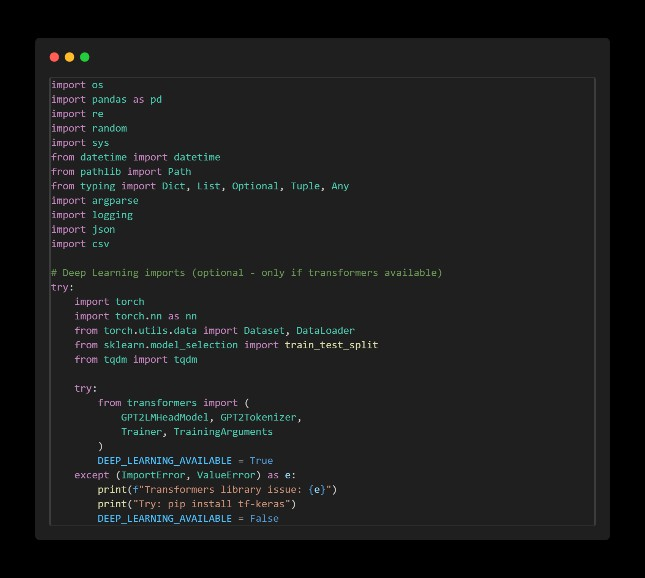 import os
import pandas as pd
import re
import random
import sys
from datetime import datetime
from pathlib import Path
from typing import Dict, List, Optional, Tuple, Any
import argparse
import logging
import json
import csv

# Deep Learning imports (optional - only if transformers available)
try:
    import torch
    import torch.nn as nn
    from torch.utils.data import Dataset, DataLoader
    from sklearn.model_selection import train_test_split
    from tqdm import tqdm

    try:
        from transformers import (
            GPT2LMHeadModel, GPT2Tokenizer,
            Trainer, TrainingArguments
        )
        DEEP_LEARNING_AVAILABLE = True
    except (ImportError, ValueError) as e:
        print(f"Transformers library issue: {e}")
        print("Try: pip install tf-keras")
        DEEP_LEARNING_AVAILABLE = False